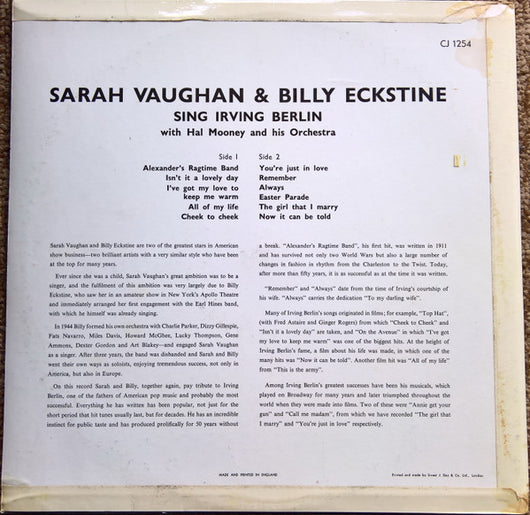 CJ 1254
SARAH VAUGHAN & BILLY ECKSTINE
SING IRVING BERLIN
with Hal Mooney and his Orchestra
Side 1
Alexander's Ragtime Band
Isn't it a lovely day
I've got my love to
keep me warm
All of my life
Cheek to cheek
Side 2
You're just in love
Remember
Always
Easter Parade
The girl that I marry
Now it can be told
Sarah Vaughan and Billy Eckstine are two of the greatest stars in American
show business—two brilliant artists with a very similar style who have been
at the top for many years.
Ever since she was a child, Sarah Vaughan's great ambition was to be a
singer, and the fulfilment of this ambition was very largely due to Billy
Eckstine, who saw her in an amateur show in New York's Apollo Theatre
and immediately arranged her first engagement with the Earl Hines band,
with which he himself was already singing.
In 1944 Billy formed his own orchestra with Charlie Parker, Dizzy Gillespie,
Fats Navarro, Miles Davis, Howard McGhee, Lucky Thompson, Gene
Ammons, Dexter Gordon and Art Blakey—and engaged Sarah Vaughan
as a singer. After three years, the band was disbanded and Sarah and Billy
went their own ways as soloists, enjoying tremendous success, not only in
America, but also in Europe.
On this record Sarah and Billy, together again, pay tribute to Irving
Berlin, one of the fathers of American pop music and probably the most
successful. Everything he has written has been popular, not just for the
short period that hit tunes usually last, but for decades. He has an incredible
instinct for public taste and has produced prolifically for 50 years without
a break. "Alexander's Ragtime Band", his first hit, was written in 1911
and has survived not only two World Wars but also a large number of
changes in fashion in rhythm from the Charleston to the Twist. Today,
after more than fifty years, it is as successful as at the time it was written.
"Remember" and "Always" date from the time of Irving's courtship of
his wife. "Always" carries the dedication "To my darling wife".
Many of Irving Berlin's songs originated in films; for example, "Top Hat",
(with Fred Astaire and Ginger Rogers) from which "Cheek to Cheek" and
"Isn't it a lovely day" are taken, and "On the Avenue" in which "I've got
my love to keep me warm" was one of the biggest hits. At the height of
Irving Berlin's fame, a film about his life was made, in which one of the
many hits was "Now it can be told". Another film hit was "All of my life"
from "This is the army".
Among Irving Berlin's greatest successes have been his musicals, which
played on Broadway for many years and later triumphed throughout the
world when they were made into films. Two of these were "Annie get your
gun" and "Call me madam", from which we have recorded "The girl that
I marry" and "You're just in love" respectively.
MADE AND PRINTED IN ENGLAND
Printed and made by Ernest J. Day & Co. Ltd., London